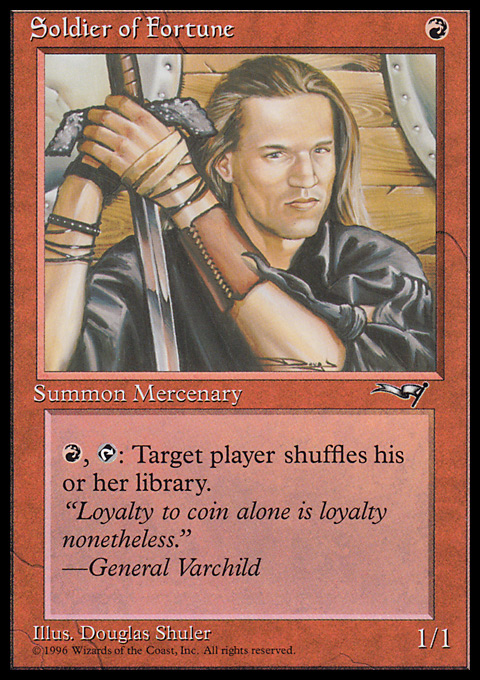 Soldier of Fortune
Summon Mercenary
, : Target player shuffles his
or her library.
“Loyalty to coin alone is loyalty
nonetheless.”
—General Varchild
Illus. Douglas Shuler
1/1
©1996 Wizards of the Coast, Inc. All rights reserved.